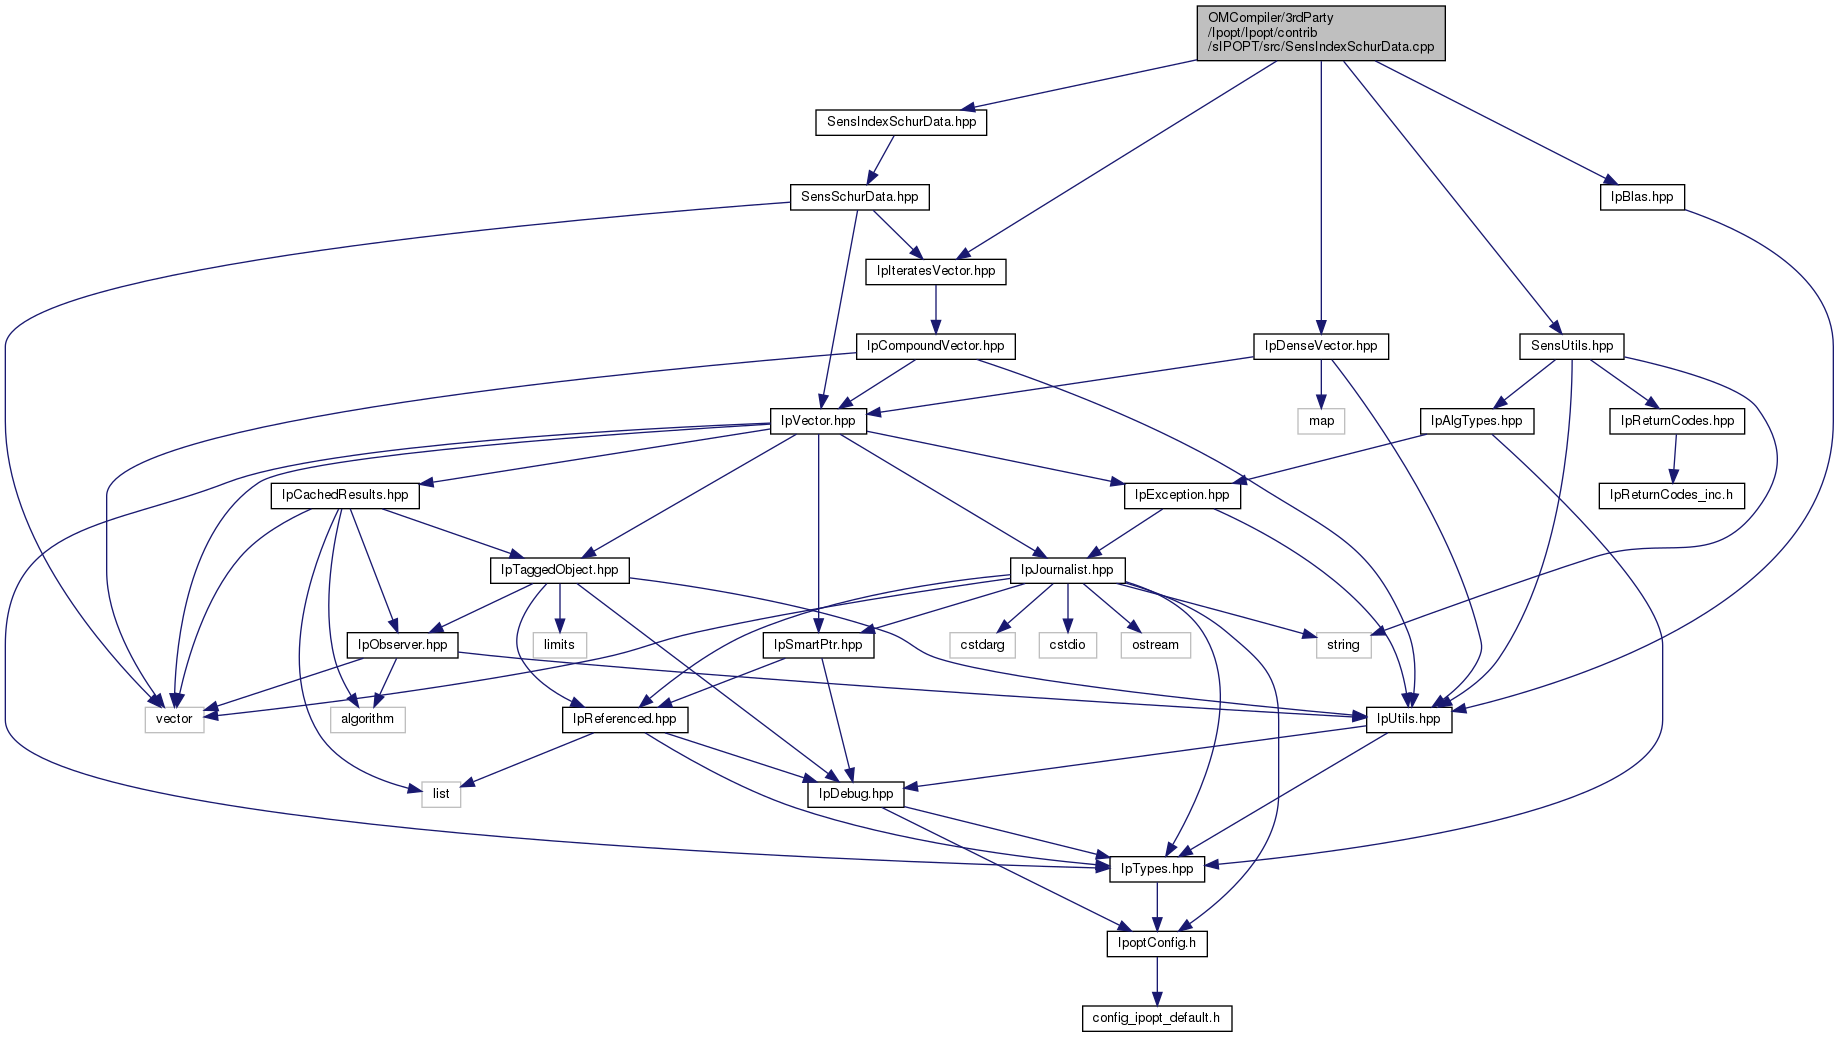 OMCompiler/3rdParty
/Ipopt/Ipopt/contrib
/sIPOPT/src/SensIndexSchurData.cpp
SensIndexSchurData.hpp
SensSchurData.hpp
IpBlas.hpp
IpIteratesVector.hpp
IpCompoundVector.hpp
IpDenseVector.hpp
SensUtils.hpp
IpVector.hpp
map
IpAlgTypes.hpp
IpReturnCodes.hpp
IpCachedResults.hpp
IpException.hpp
IpReturnCodes_inc.h
IpTaggedObject.hpp
IpJournalist.hpp
IpObserver.hpp
limits
IpSmartPtr.hpp
cstdarg
cstdio
ostream
string
vector
algorithm
IpReferenced.hpp
IpUtils.hpp
list
IpDebug.hpp
IpTypes.hpp
IpoptConfig.h
config_ipopt_default.h